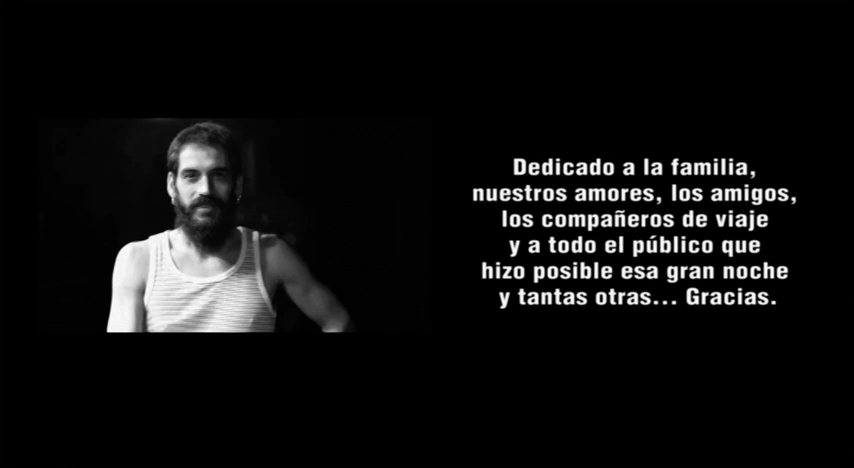 Dedicado a la familia,
nuestros amores, los amigos,
los compañeros de viaje
y a todo el público que
hizo posible esa gran noche
y tantas otras... Gracias.